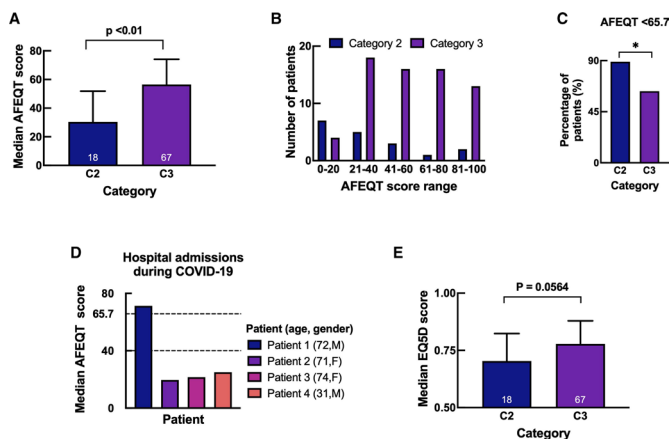 A
p <0.01
Median AFEQT score
80
60
40
20
0
18
67
C2
C3
Category
B
Category 2
Category 3
Number of patients
20
10
0
0-20
21-40
41-60
61-80
81-100
AFEQT score range
C
AFEQT <65.7
*
Percentage of
patients (%)
90
45
0
C2
C3
Category
D
Hospital admissions
during COVID-19
Median AFEQT score
80
65.7
40
0
Patient
Patient (age, gender)
Patient 1 (72,M)
Patient 2 (71,F)
Patient 3 (74,F)
Patient 4 (31,M)
E
P = 0.0564
Median EQ5D score
1.00
0.75
0.50
18
67
C2
C3
Category